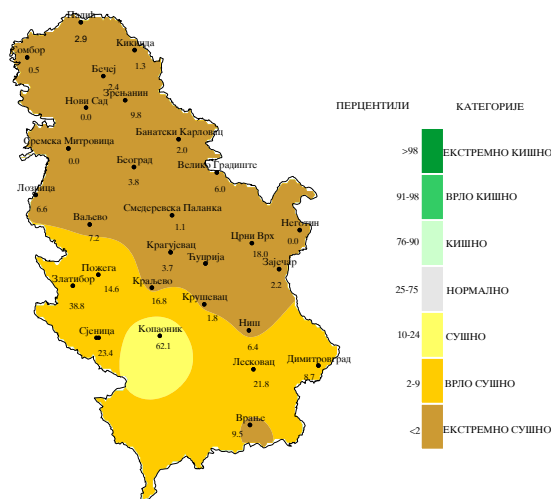 Палић
2.9
Сомбор
0.5
Кикинда
1.3
Бечеј
2.4
Зрењанин
9.8
Нови Сад
0.0
ПЕРЦЕНТИЛИ КАТЕГОРИЈЕ
Сремска Митровица
0.0
Банатски Карловац
2.0
>98 ЕКСТРЕМНО КИШНО
Београд
3.8
Велико Градиште
6.0
Лозница
6.6
91-98 ВРЛО КИШНО
Смедеревска Паланка
1.1
Ваљево
7.2
Неготин
0.0
Црни Врх
18.0
76-90 КИШНО
Крагујевац
3.7
Ћуприја
Зајечар
2.2
Пожега
14.6
Златибор
38.8
Краљево
16.8
25-75 НОРМАЛНО
Крушевац
1.8
Ниш
6.4
10-24 СУШНО
Сјеница
23.4
Копаоник
62.1
Лесковац
21.8
Димитровград
8.7
2-9 ВРЛО СУШНО
Врање
9.5
<2 ЕКСТРЕМНО СУШНО